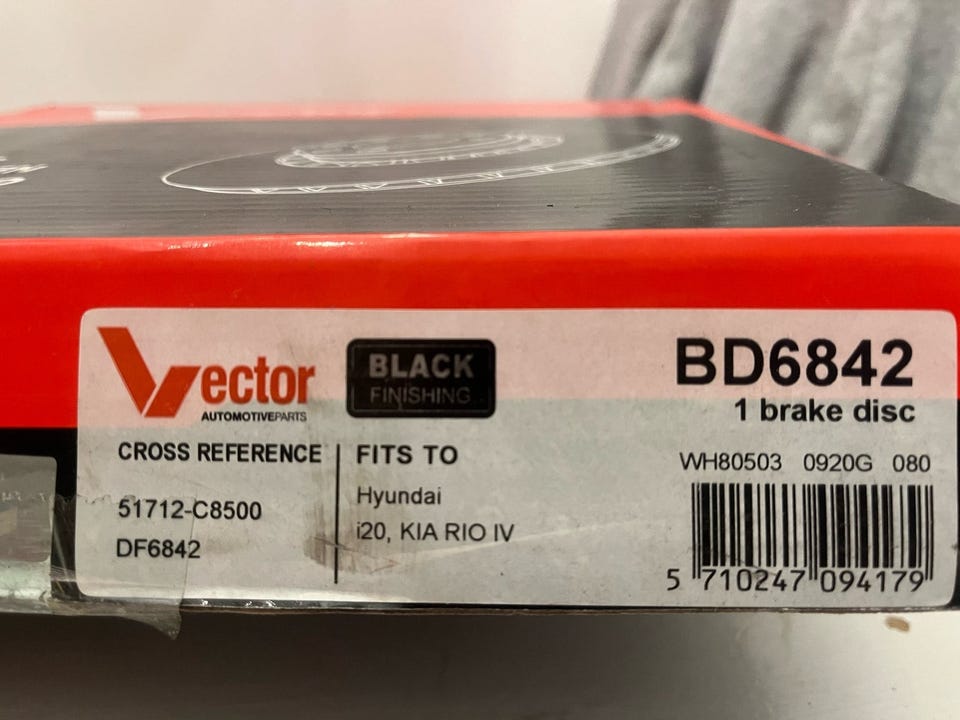 Vector
AUTOMOTIVEPARTS
BLACK
FINISHING
BD6842
1 brake disc
CROSS REFERENCE
51712-C8500
DF6842
FITS TO
Hyundai
i20, KIA RIO IV
WH80503 0920G 080
5 710247 094179